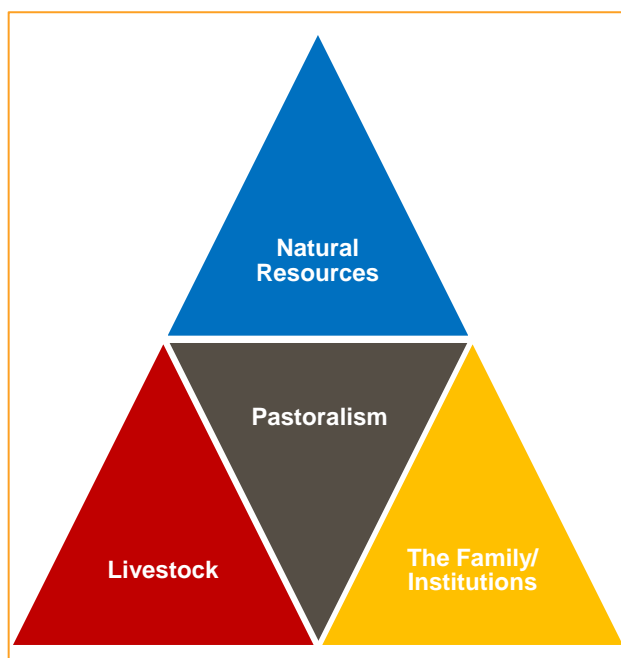 Natural
Resources
Pastoralism
Livestock
The Family/
Institutions